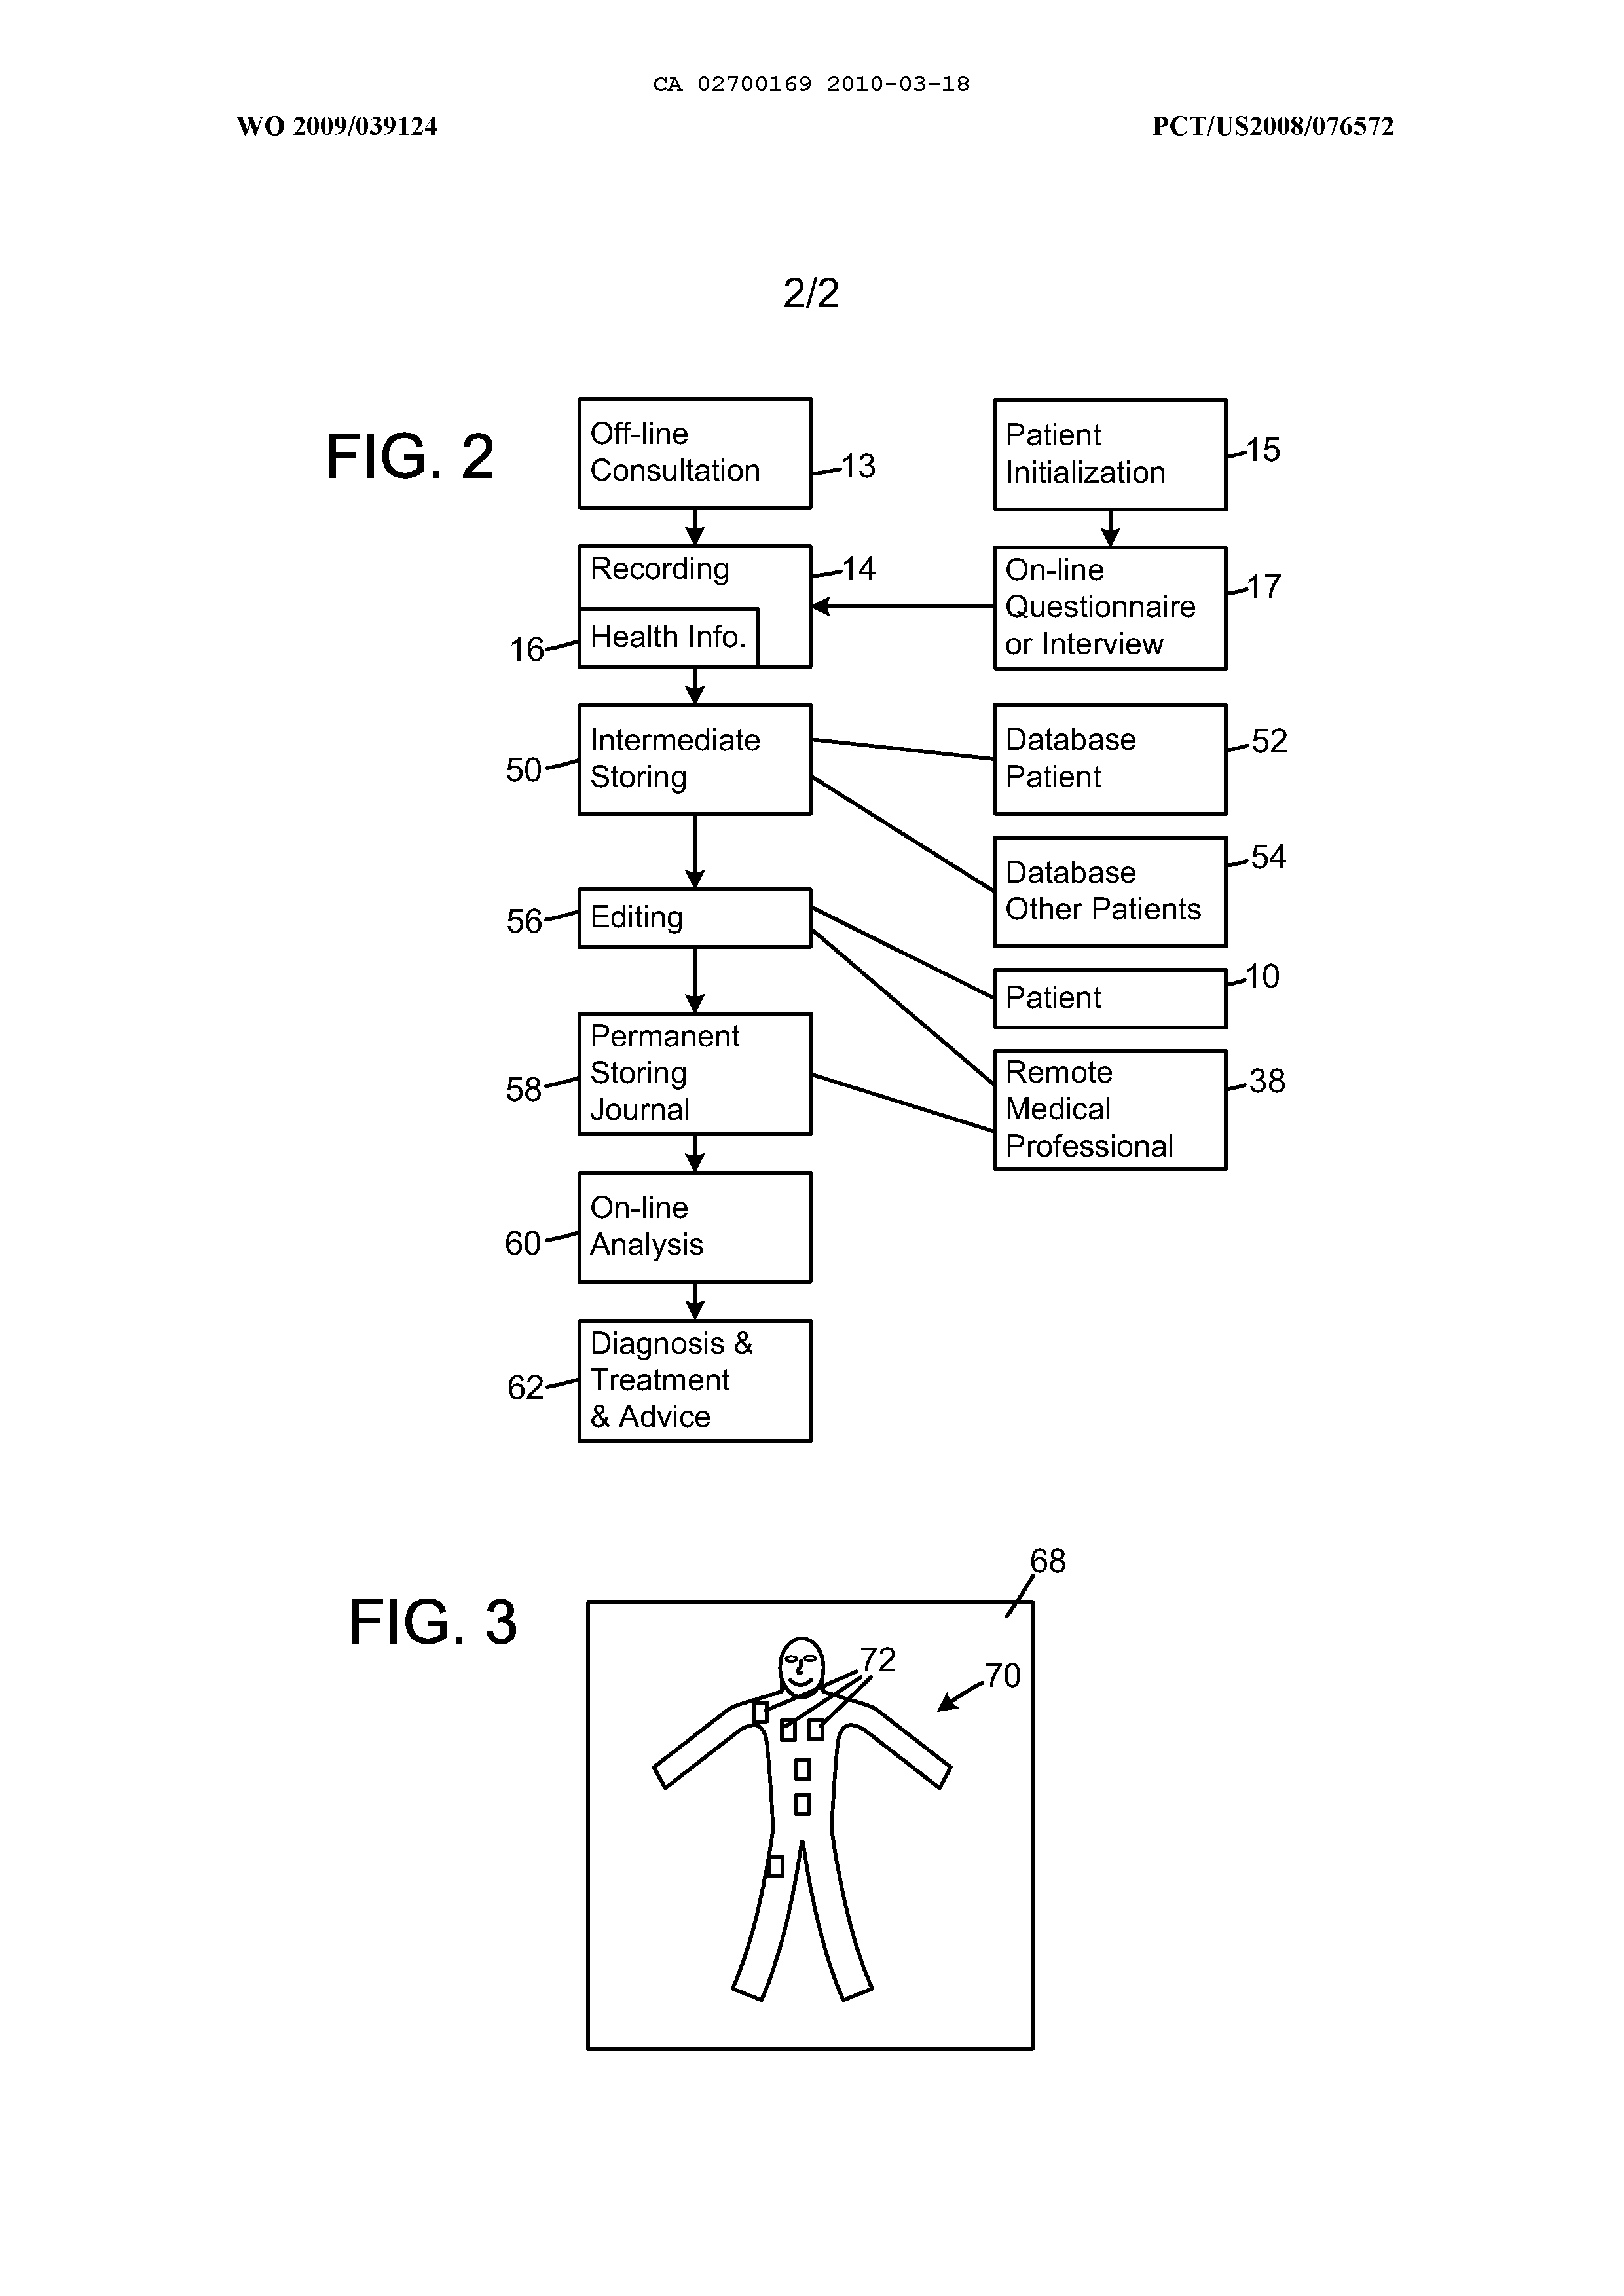 CA 02700169 2010-03-18
WO 2009/039124
PCT/US2008/076572
2/2
FIG. 2
Off-line
Consultation
13
Patient
Initialization
15
Recording
14
Health Info.
16
On-line
Questionnaire
or Interview
17
Intermediate
Storing
50
Database
Patient
52
Database
Other Patients
54
Editing
56
Patient
10
Permanent
Storing
Journal
58
Remote
Medical
Professional
38
On-line
Analysis
60
Diagnosis &
Treatment
& Advice
62
FIG. 3
68
72
70